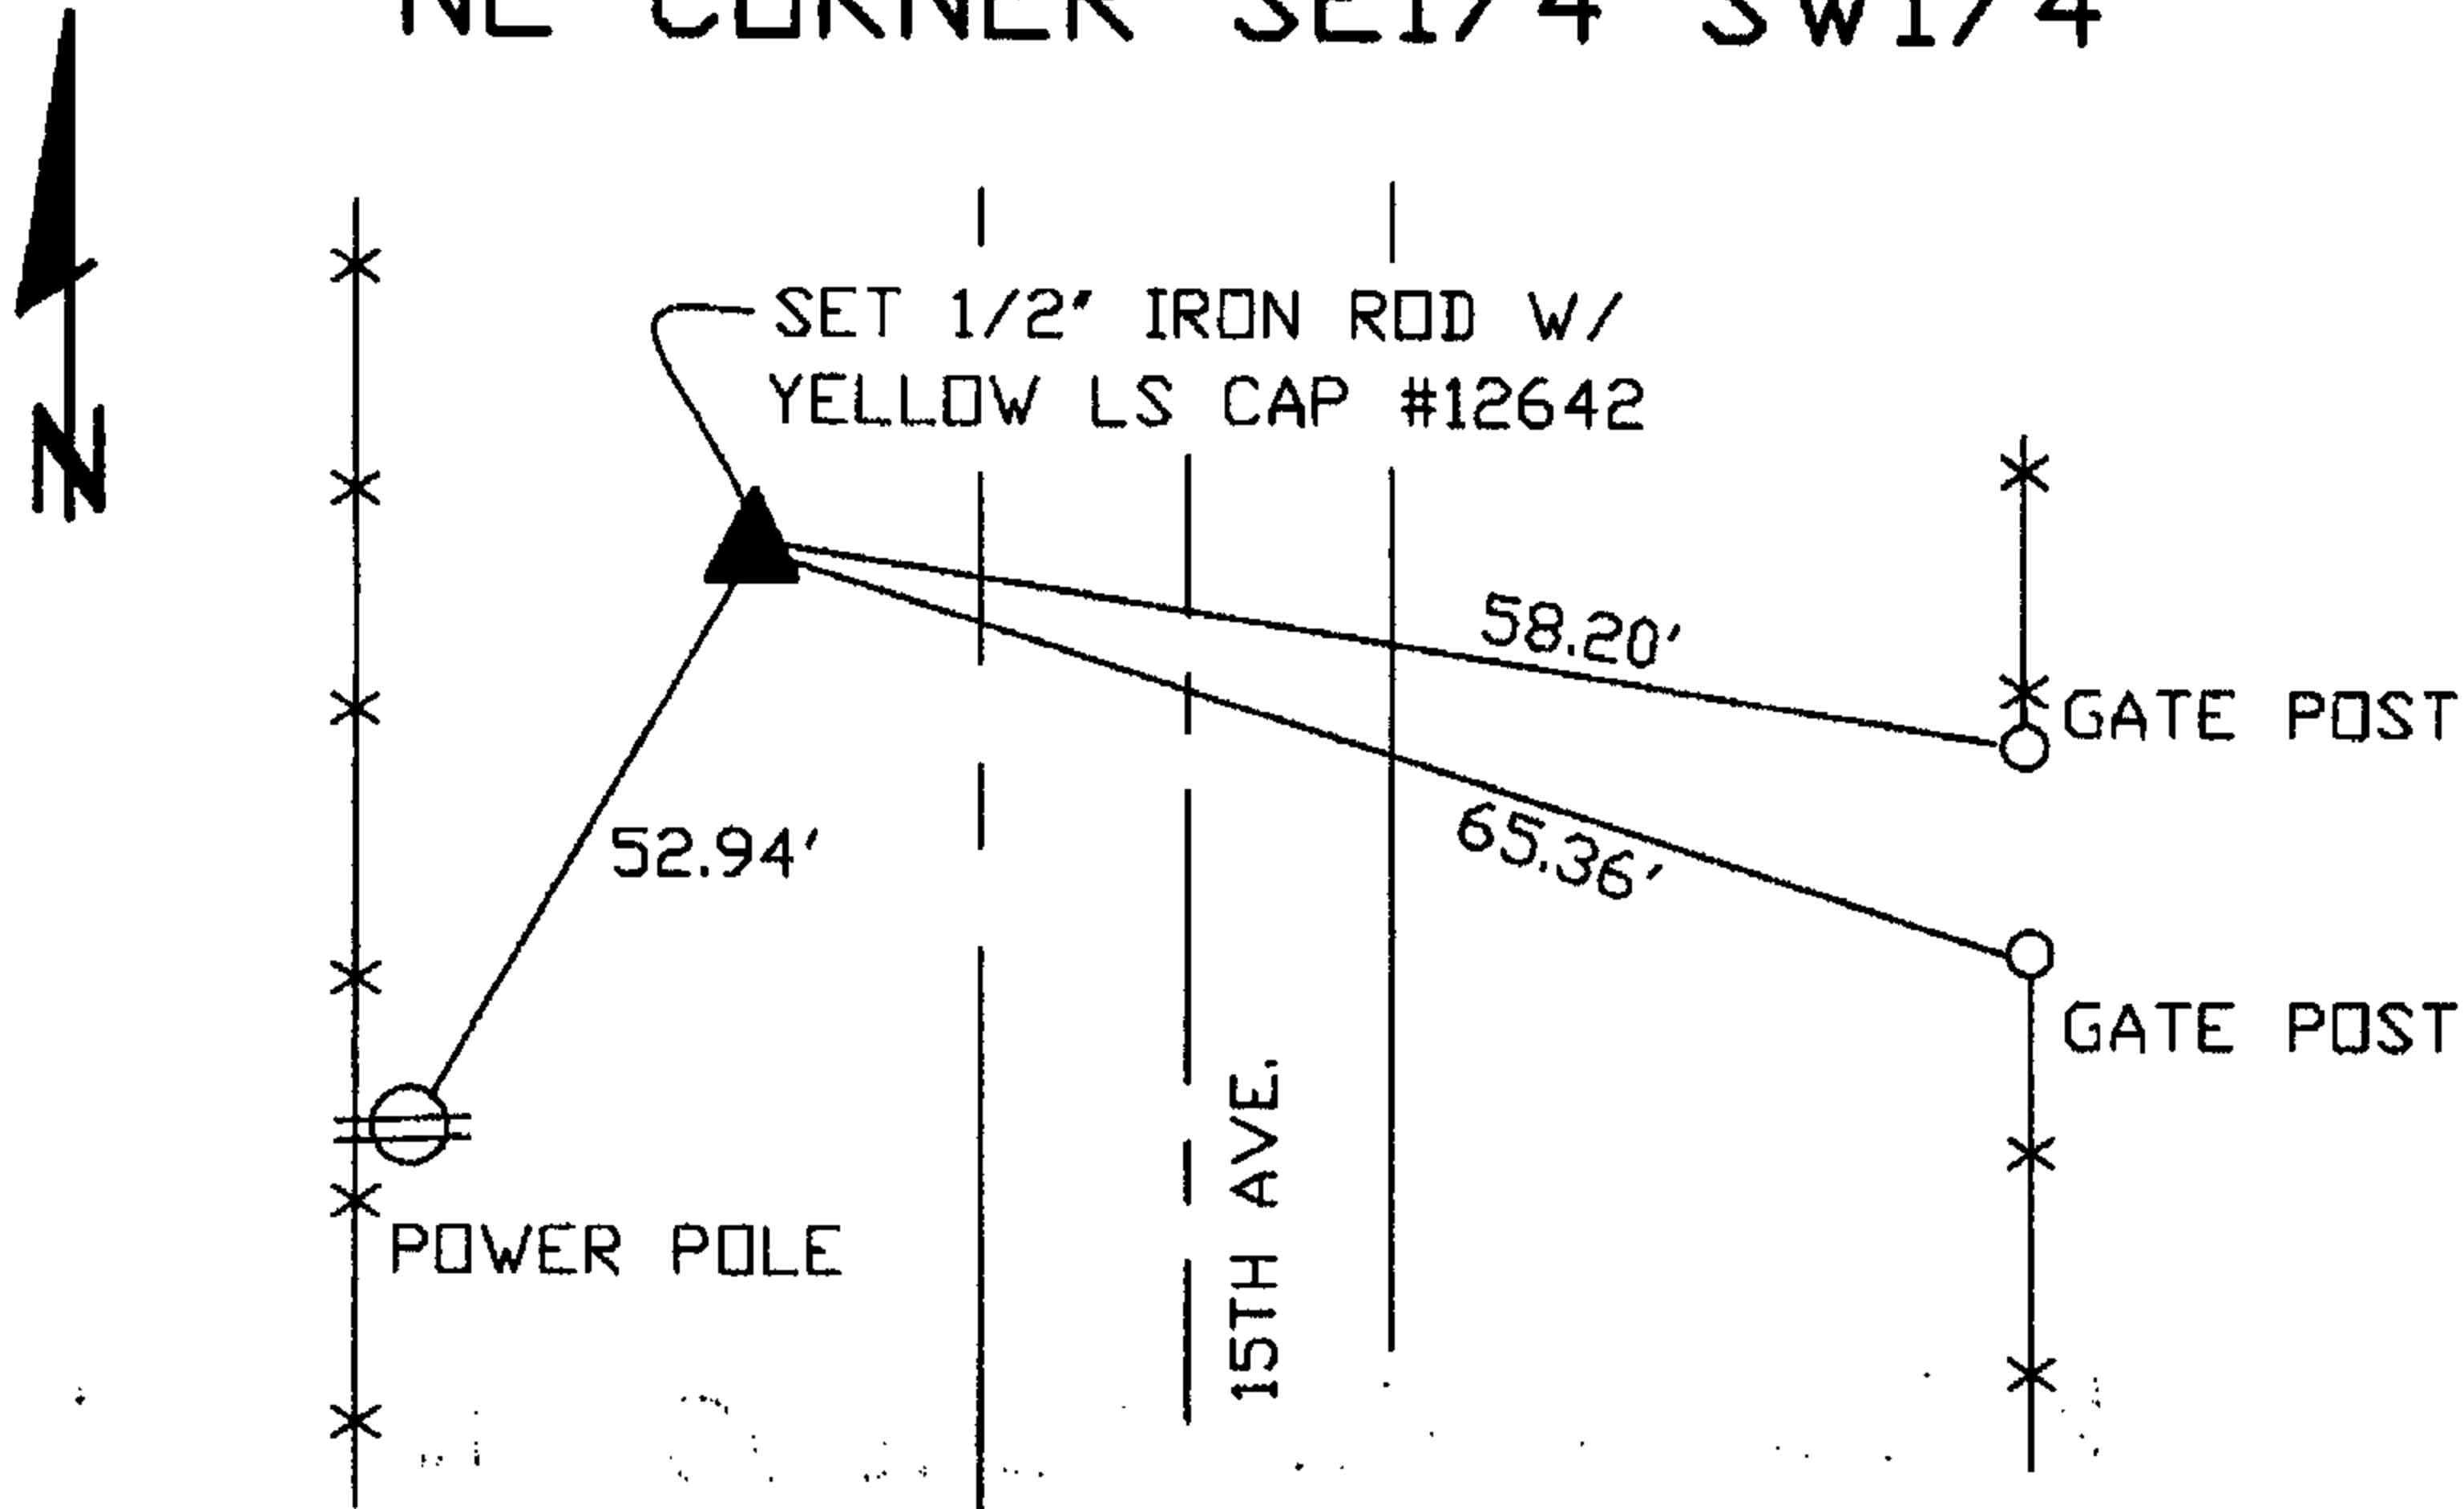 NE CORNER SE1/4 SW1/4
SET 1/2" IRON ROD W/
YELLOW LS CAP #12642
58.20'
GATE POST
65.36'
52.94'
GATE POST
15TH AVE.
POWER POLE
N